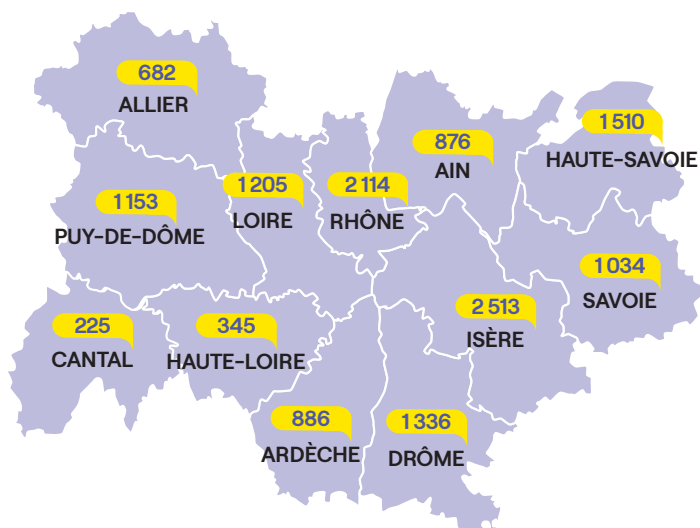 682
ALLIER
1 510
HAUTE-SAVOIE
876
AIN
1 205
LOIRE
2 114
RHÔNE
1 153
PUY-DE-DÔME
1 034
SAVOIE
2 513
ISÈRE
225
CANTAL
345
HAUTE-LOIRE
886
ARDÈCHE
1 336
DRÔME